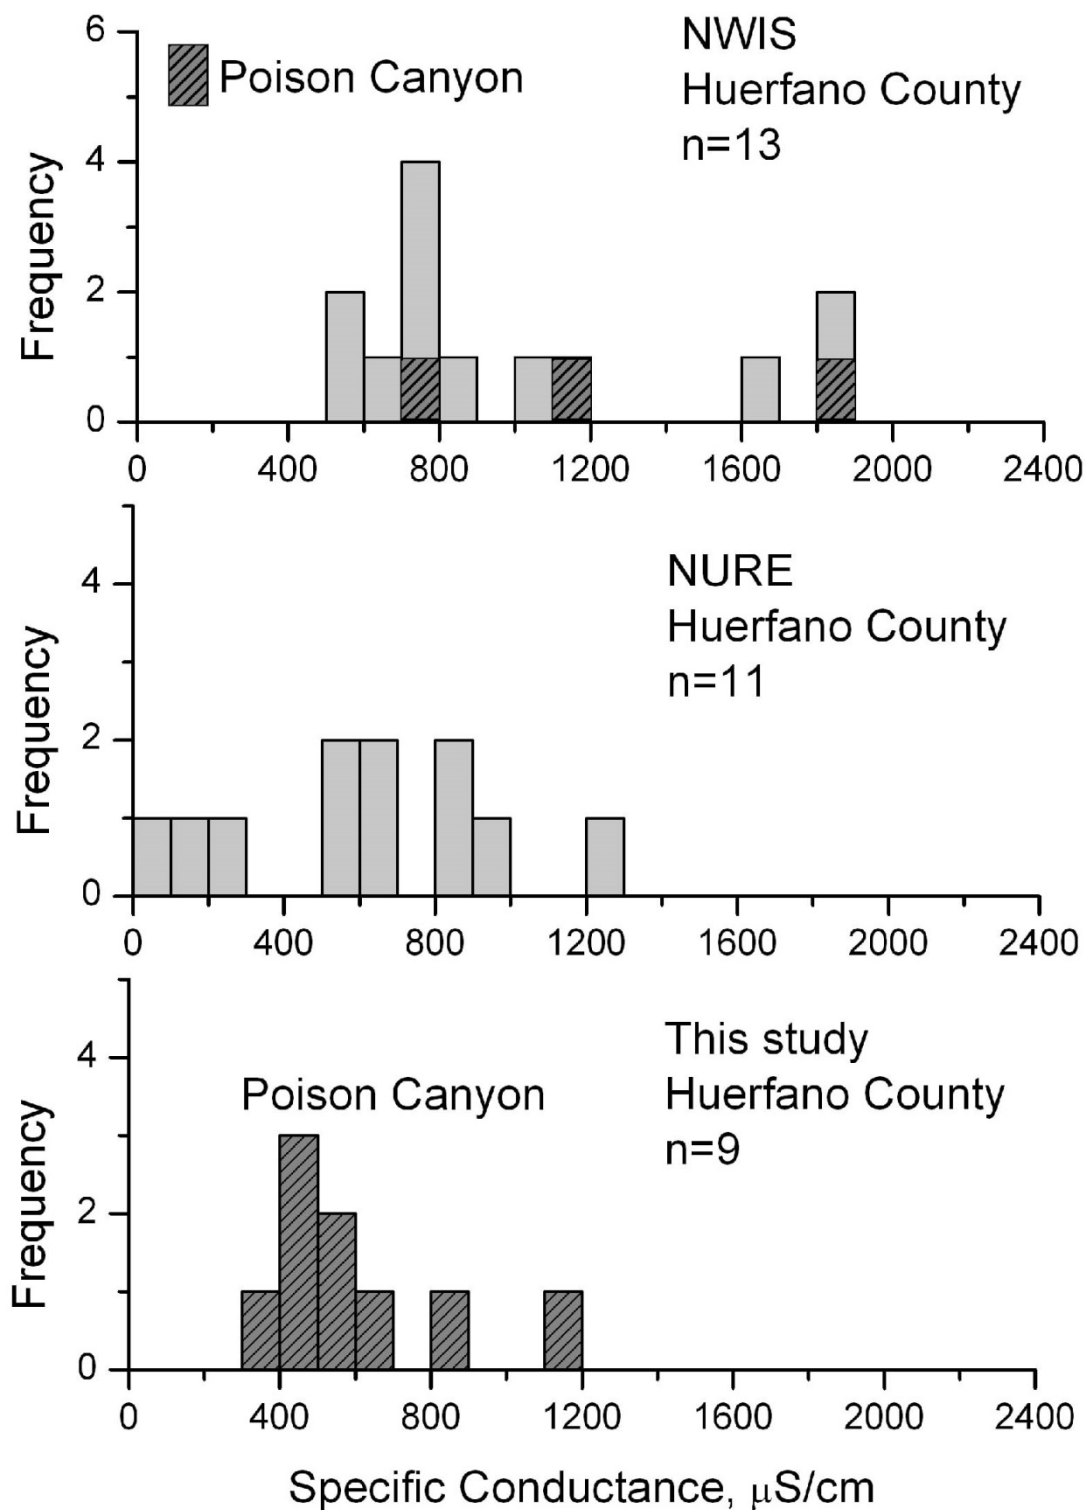 6
NWIS
Poison Canyon
Huerfano County
n=13
4
Frequency
2
0
0 400 800 1200 1600 2000 2400
NURE
4
Huerfano County
n=11
Frequency
2
0
0 400 800 1200 1600 2000 2400
This study
4
Poison Canyon
Huerfano County
n=9
Frequency
2
0
0 400 800 1200 1600 2000 2400
Specific Conductance, μS/cm